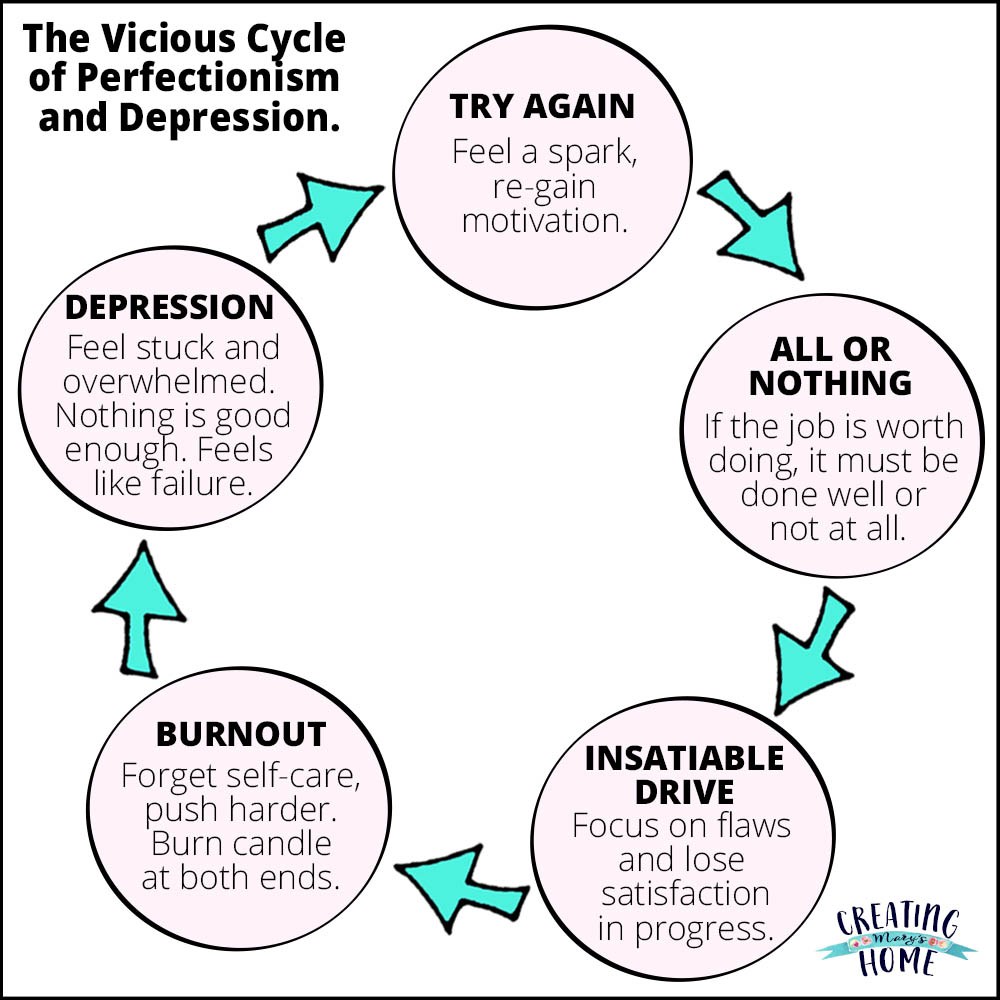 The Vicious Cycle
of Perfectionism
and Depression.
TRY AGAIN
Feel a spark,
re-gain
motivation.
ALL OR
NOTHING
If the job is worth
doing, it must be
done well or
not at all.
INSATIABLE
DRIVE
Focus on flaws
and lose
satisfaction
in progress.
BURNOUT
Forget self-care,
push harder.
Burn candle
at both ends.
DEPRESSION
Feel stuck and
overwhelmed.
Nothing is good
enough. Feels
like failure.
CREATING
Mary's
HOME